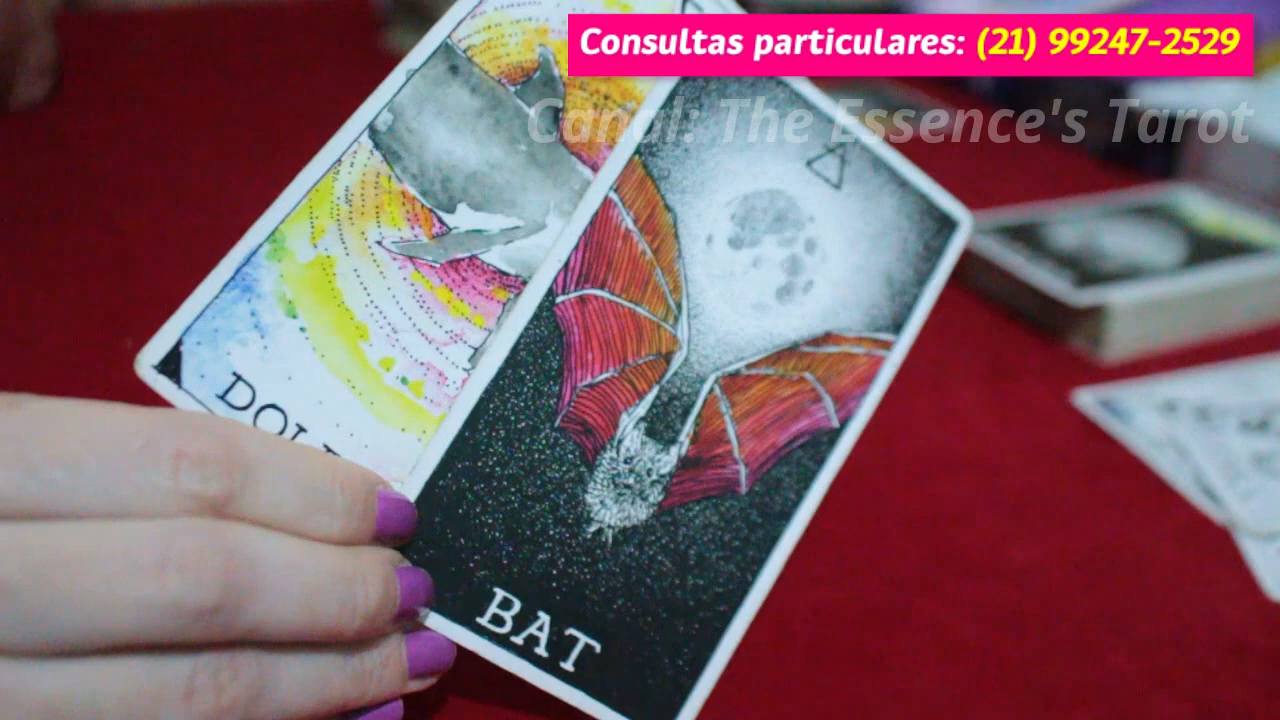 Consultas particulares: (21) 99247-2529
Canal: The Essence's Tarot
BAT